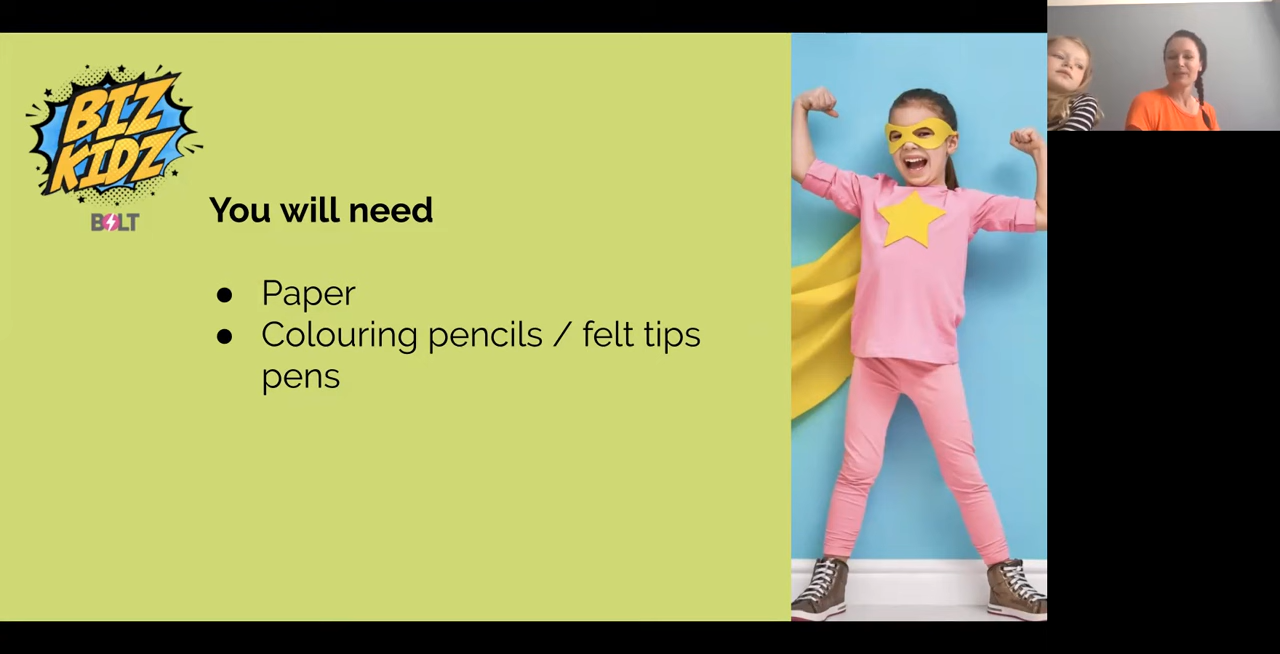 BIZ
KIDZ
BOLT
You will need
● Paper
● Colouring pencils / felt tips
pens